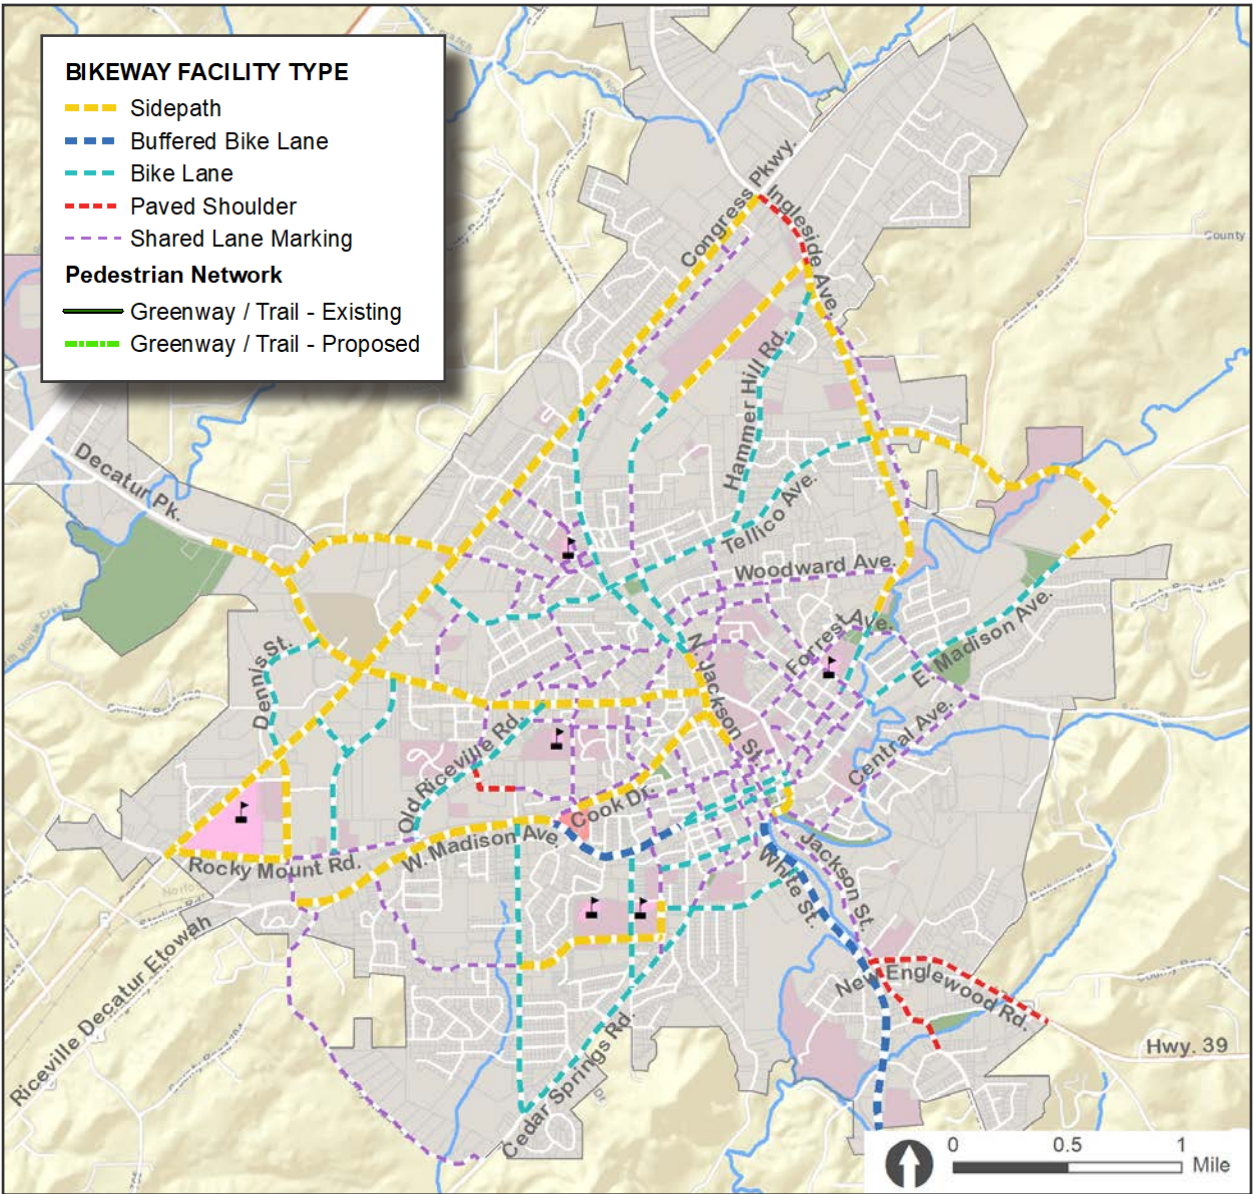 BIKEWAY FACILITY TYPE
Sidepath
Buffered Bike Lane
Bike Lane
Paved Shoulder
Shared Lane Marking
Pedestrian Network
Greenway / Trail - Existing
Greenway / Trail - Proposed
Congress Pkwy.
Ingleside Ave.
County
Hammer Hill Rd.
Decatur Pk.
Tellico Ave.
Woodward Ave.
Forrest Ave.
E. Madison Ave.
Dennis St.
N. Jackson St.
Central Ave.
Old Riceville Rd.
Cook Dr.
W. Madison Ave.
Rocky Mount Rd.
Jackson St.
White St.
Riceville Decatur Etowah
New Englewood Rd.
Hwy. 39
Cedar Springs Rd.
Dr
0 0.5 1
Mile